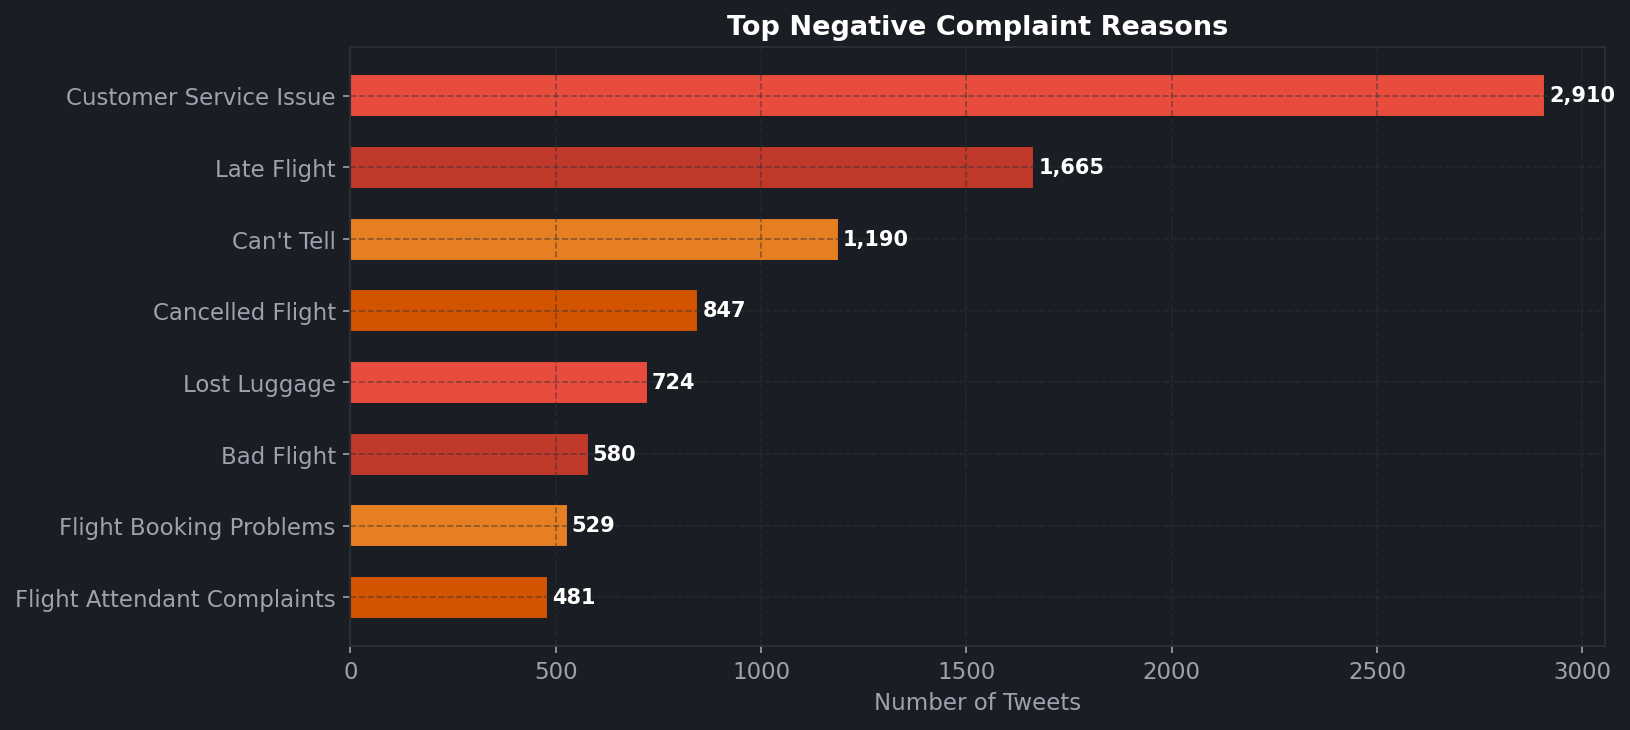 Top Negative Complaint Reasons
Customer Service Issue 2,910
Late Flight 1,665
Can't Tell 1,190
Cancelled Flight 847
Lost Luggage 724
Bad Flight 580
Flight Booking Problems 529
Flight Attendant Complaints 481
0 500 1000 1500 2000 2500 3000
Number of Tweets